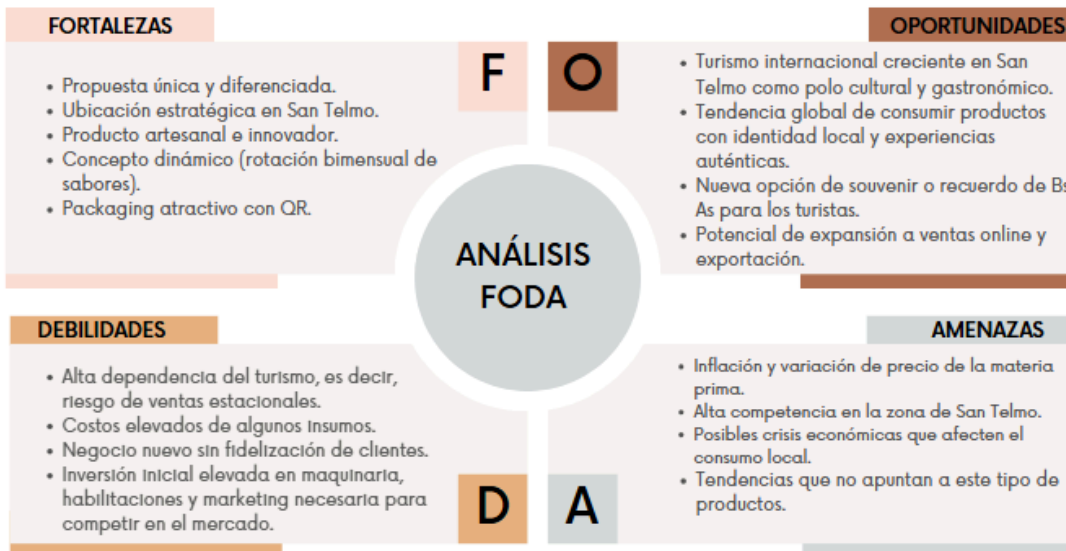 FORTALEZAS
• Propuesta única y diferenciada.
• Ubicación estratégica en San Telmo.
• Producto artesanal e innovador.
• Concepto dinámico (rotación bimensual de
sabores).
• Packaging atractivo con QR.
F
O
OPORTUNIDADES
• Turismo internacional creciente en San
Telmo como polo cultural y gastronómico.
• Tendencia global de consumir productos
con identidad local y experiencias
auténticas.
• Nueva opción de souvenir o recuerdo de Bs
As para los turistas.
• Potencial de expansión a ventas online y
exportación.
ANÁLISIS
FODA
DEBILIDADES
• Alta dependencia del turismo, es decir,
riesgo de ventas estacionales.
• Costos elevados de algunos insumos.
• Negocio nuevo sin fidelización de clientes.
• Inversión inicial elevada en maquinaria,
habilitaciones y marketing necesaria para
competir en el mercado.
D
A
AMENAZAS
• Inflación y variación de precio de la materia
prima.
• Alta competencia en la zona de San Telmo.
• Posibles crisis económicas que afecten el
consumo local.
• Tendencias que no apuntan a este tipo de
productos.